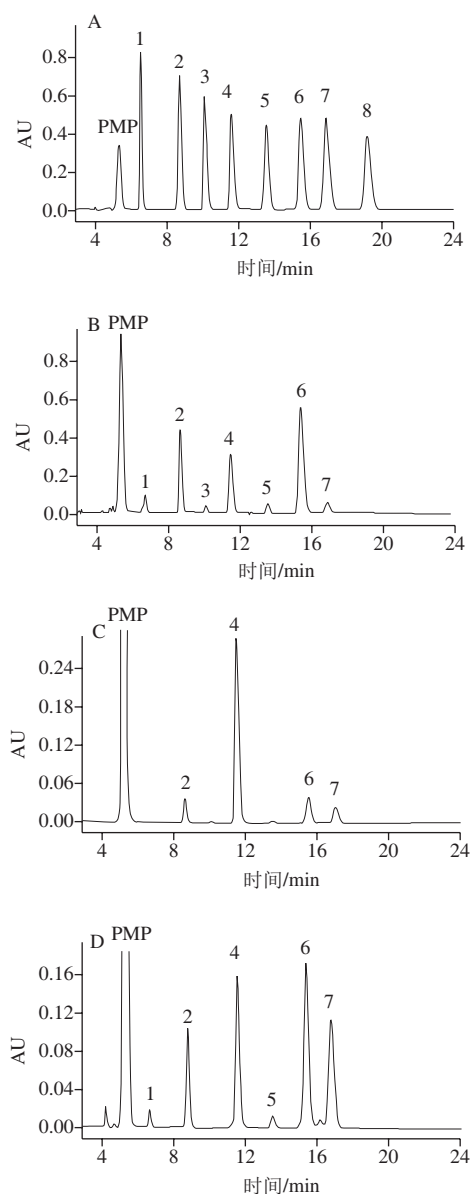 A
PMP 1 2 3 4 5 6 7 8
0.8
0.6
0.4
0.2
0.0
AU
4 8 12 16 20 24
时间/min
B
PMP 1 2 3 4 5 6 7
0.8
0.6
0.4
0.2
0.0
AU
4 8 12 16 20 24
时间/min
C
PMP 2 4 6 7
0.24
0.18
0.12
0.06
0.00
AU
4 8 12 16 20 24
时间/min
D
PMP 1 2 4 5 6 7
0.16
0.12
0.08
0.04
0.00
AU
4 8 12 16 20 24
时间/min